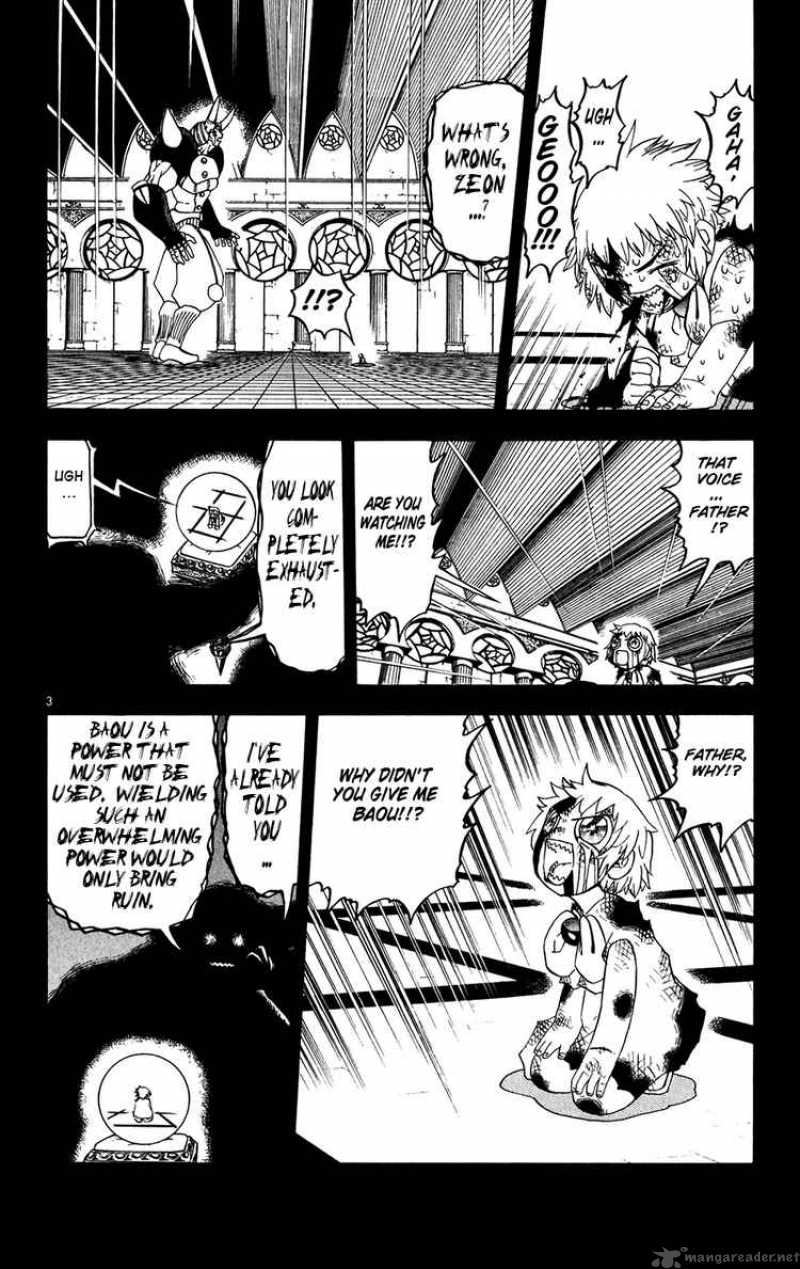 GAHA,
UGH
...
GEOOO!!!
WHAT'S
WRONG,
ZEON
...?
!!?
THAT
VOICE
...
FATHER
!?
ARE YOU
WATCHING
ME!!?
YOU LOOK
COM-
PLETELY
EXHAUST-
ED.
UGH
...
3
FATHER,
WHY!?
WHY DIDN'T
YOU GIVE ME
BAOU!!?
I'VE
ALREADY
TOLD
YOU
...
BAOU IS A
POWER THAT
MUST NOT BE
USED. WIELDING
SUCH AN
OVERWHELMING
POWER WOULD
ONLY BRING
RUIN.
mangareader.net